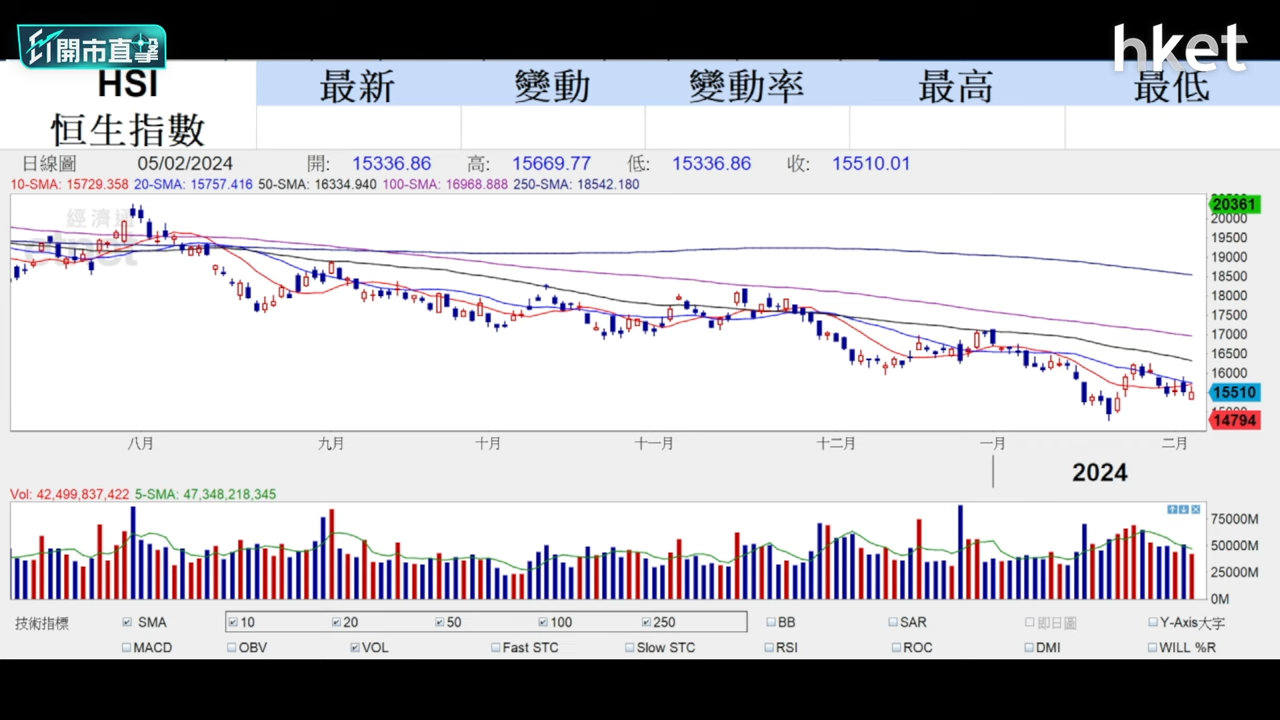 開市直擊
hket
HSI 最新 變動 變動率 最高 最低
恒生指數
日線圖 05/02/2024 開: 15336.86 高: 15669.77 低: 15336.86 收: 15510.01
10-SMA: 15729.358 20-SMA: 15757.416 50-SMA: 16334.940 100-SMA: 16968.888 250-SMA: 18542.180
經濟通
20361
20000
19500
19000
18500
18000
17500
17000
16500
16000
15510
15000
14794
八月 九月 十月 十一月 十二月 一月 二月
2024
Vol: 42,499,837,422 5-SMA: 47,348,218,345
75000M
50000M
25000M
0M
技術指標 SMA 10 20 50 100 250 BB SAR 即日圖 Y-Axis大字
MACD OBV VOL Fast STC Slow STC RSI ROC DMI WILL %R